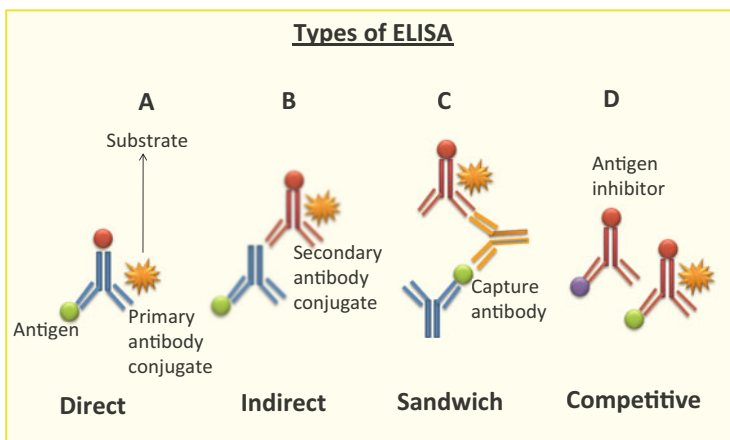 Types of ELISA
A
B
C
D
Substrate
Antigen
inhibitor
Secondary
antibody
conjugate
Capture
antibody
Antigen
Primary
antibody
conjugate
Direct
Indirect
Sandwich
Competitive